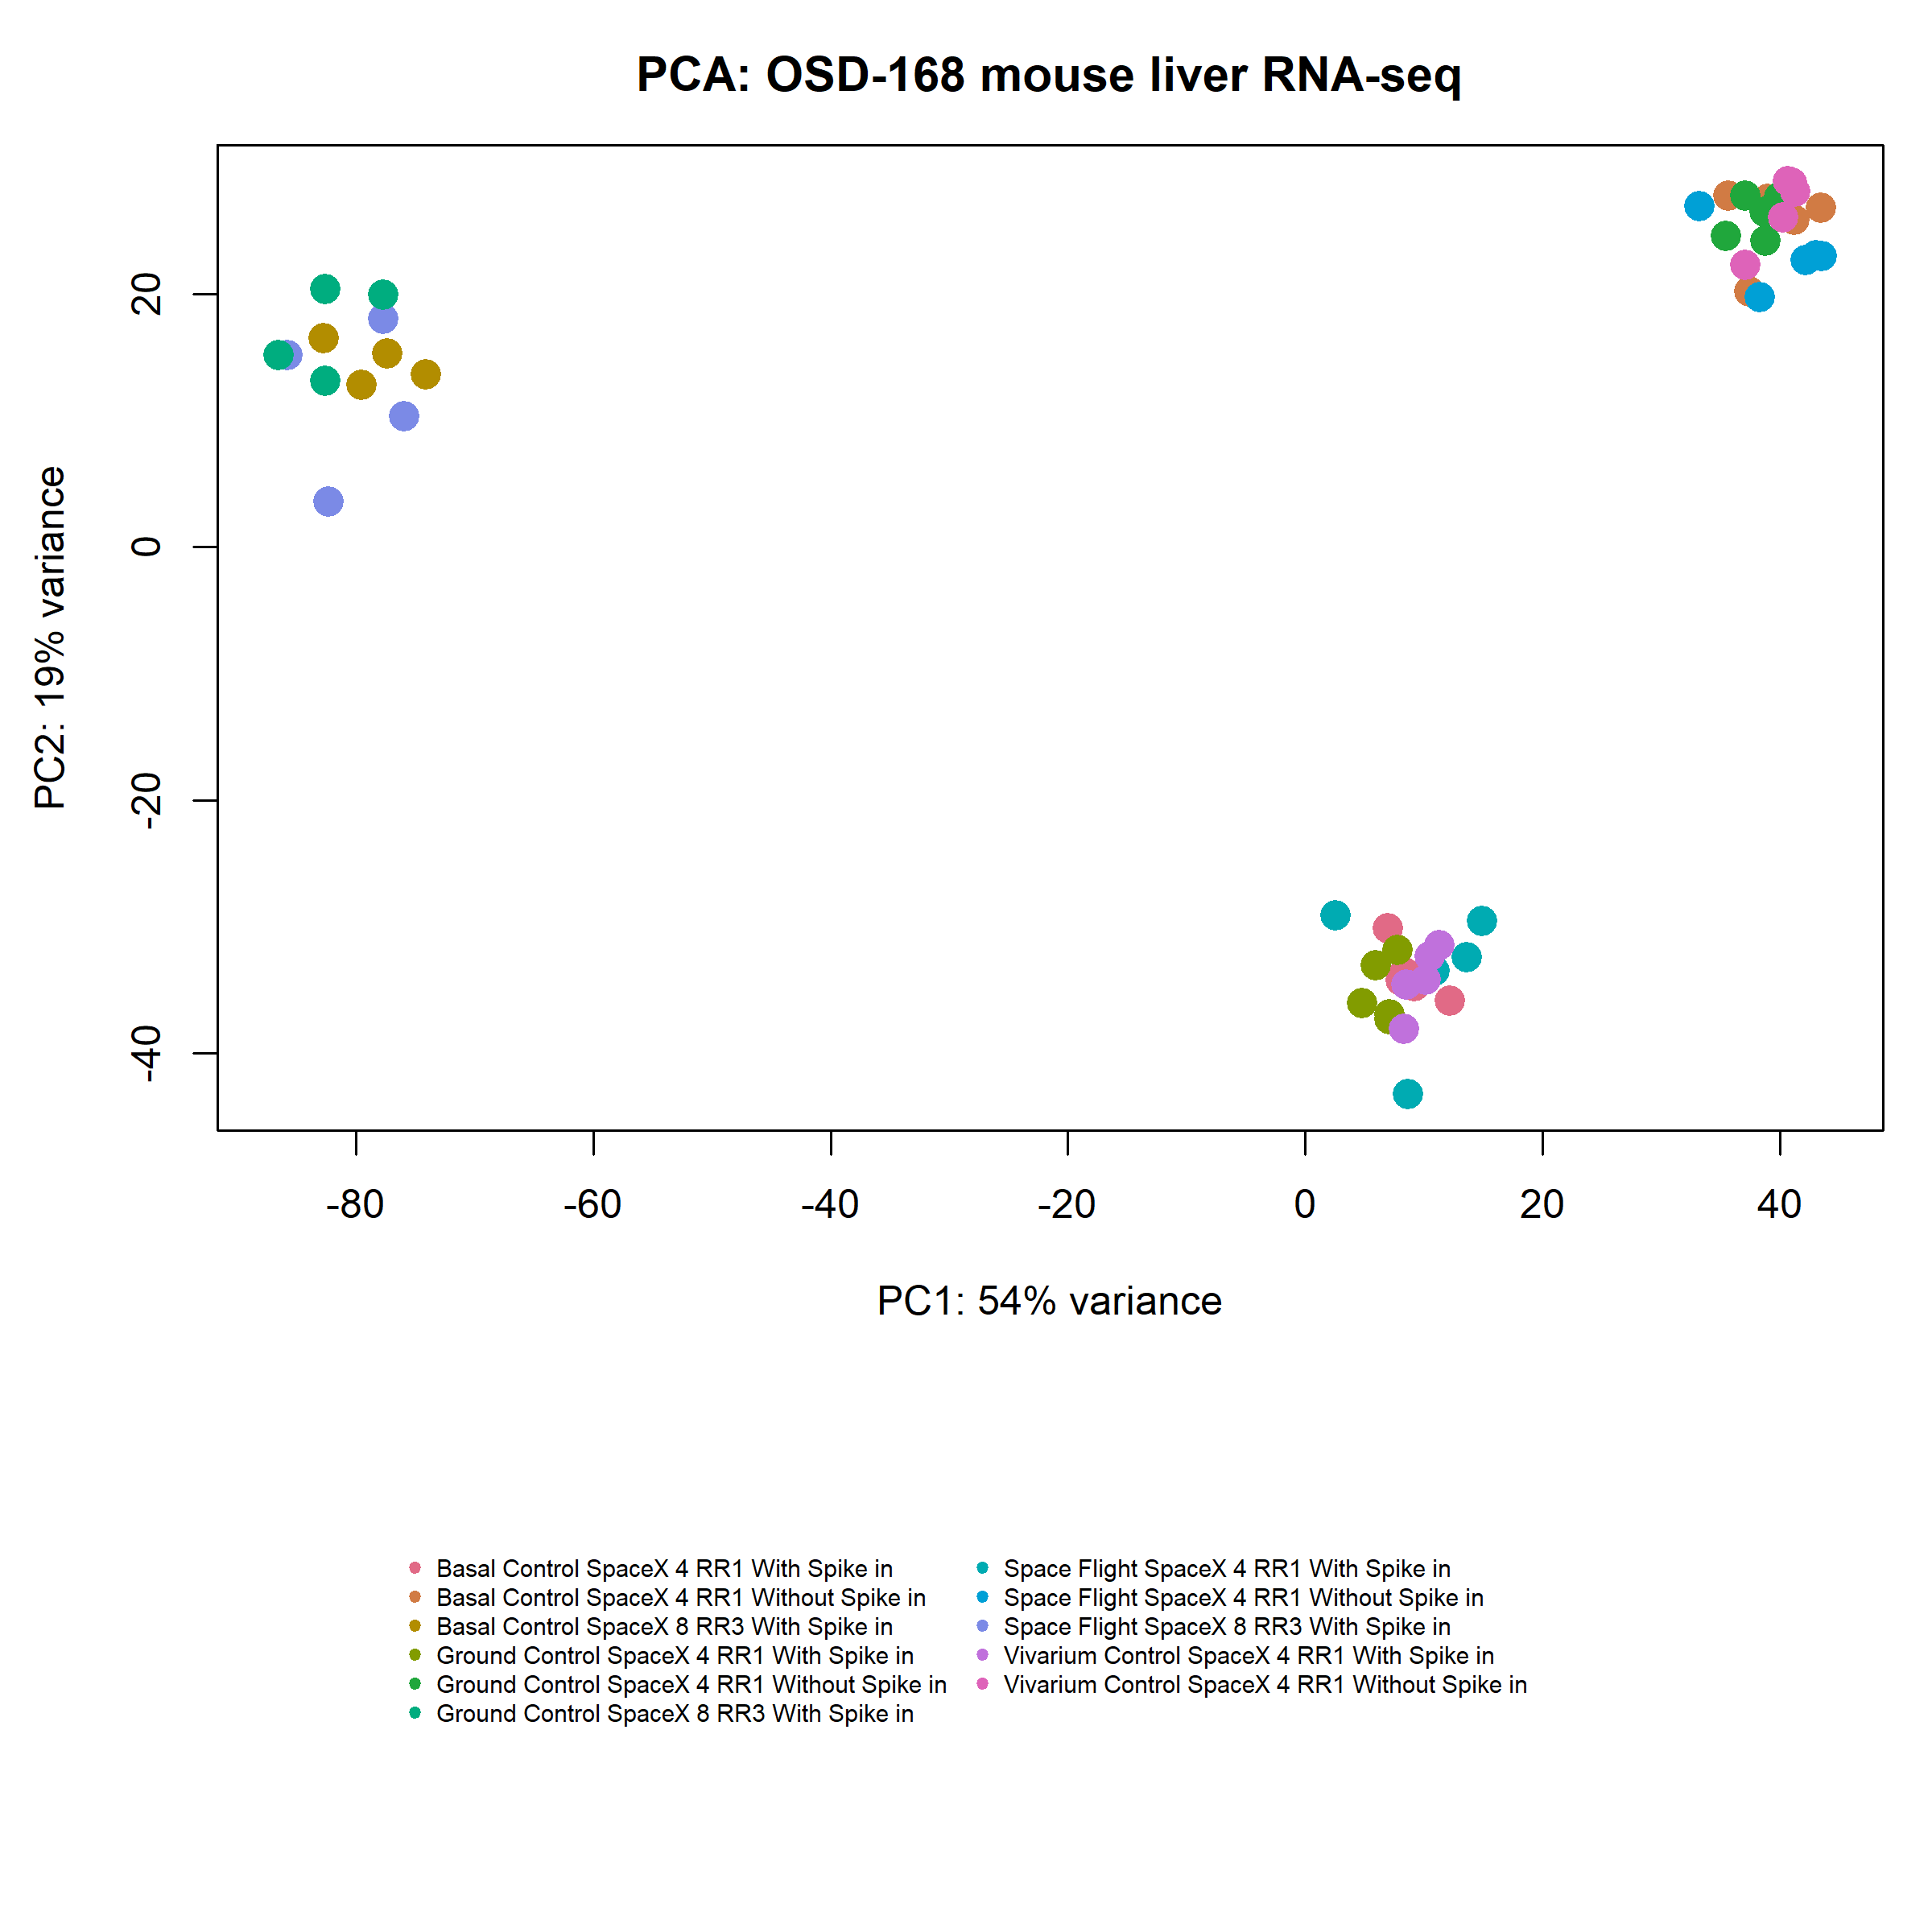 PCA: OSD-168 mouse liver RNA-seq
PC2: 19% variance
20
0
-20
-40
-80
-60
-40
-20
0
20
40
PC1: 54% variance
Basal Control SpaceX 4 RR1 With Spike in
Basal Control SpaceX 4 RR1 Without Spike in
Basal Control SpaceX 8 RR3 With Spike in
Ground Control SpaceX 4 RR1 With Spike in
Ground Control SpaceX 4 RR1 Without Spike in
Ground Control SpaceX 8 RR3 With Spike in
Space Flight SpaceX 4 RR1 With Spike in
Space Flight SpaceX 4 RR1 Without Spike in
Space Flight SpaceX 8 RR3 With Spike in
Vivarium Control SpaceX 4 RR1 With Spike in
Vivarium Control SpaceX 4 RR1 Without Spike in